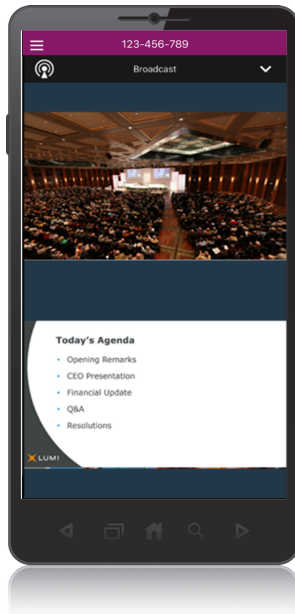 123-456-789
Broadcast
Today's Agenda
• Opening Remarks
• CEO Presentation
• Financial Update
• Q&A
• Resolutions
LUMI